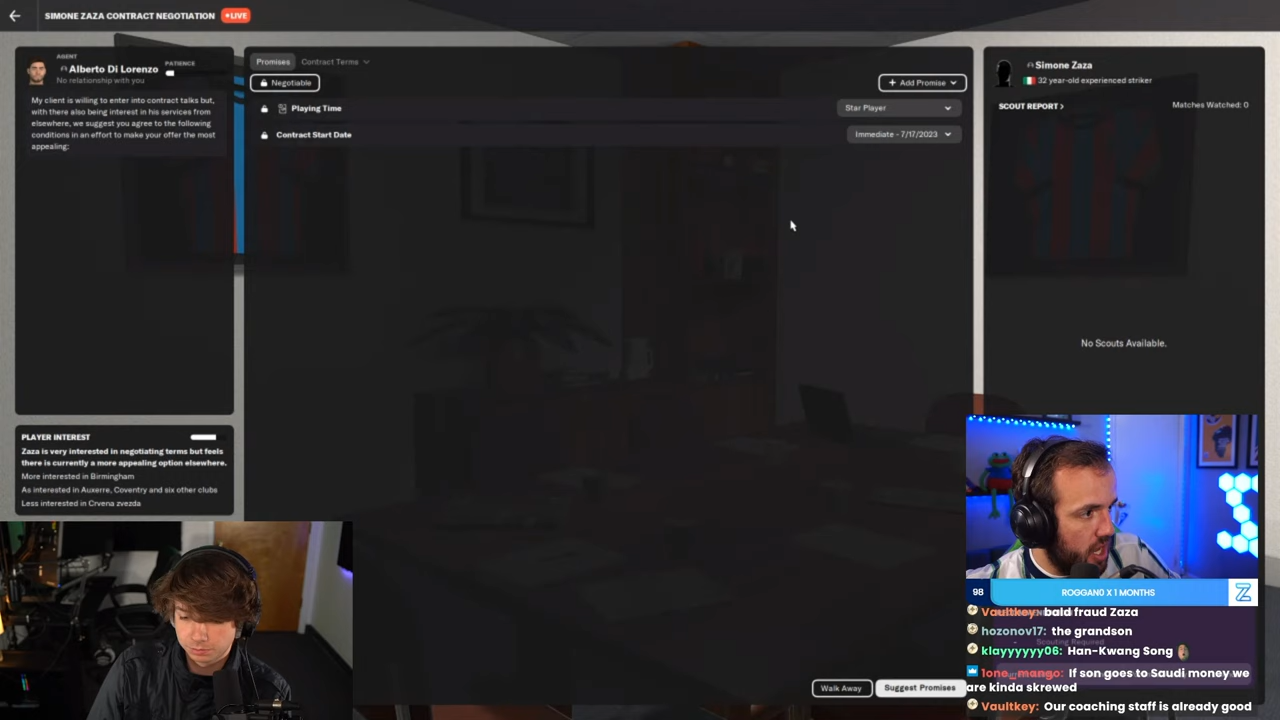 SIMONE ZAZA CONTRACT NEGOTIATION
LIVE
AGENT
Alberto Di Lorenzo
No relationship with you
PATIENCE
My client is willing to enter into contract talks but,
with there also being interest in his services from
elsewhere, we suggest you agree to the following
conditions in an effort to make your offer the most
appealing:
PLAYER INTEREST
Zaza is very interested in negotiating terms but feels
there is currently a more appealing option elsewhere.
More interested in Birmingham
As interested in Auxerre, Coventry and six other clubs
Less interested in Crvena zvezda
Promises
Contract Terms
Negotiable
+ Add Promise
Playing Time
Star Player
Contract Start Date
Immediate - 7/17/2023
Walk Away
Suggest Promises
Simone Zaza
32 year-old experienced striker
SCOUT REPORT >
Matches Watched: 0
No Scouts Available.
98
ROGGAN0 X 1 MONTHS
Z
Vaultkey: bald fraud Zaza
hozonov17: the grandson
Scouting Required
klayyyyyy06: Han-Kwang Song
1one_mango: If son goes to Saudi money we
are kinda skrewed
Vaultkey: Our coaching staff is already good